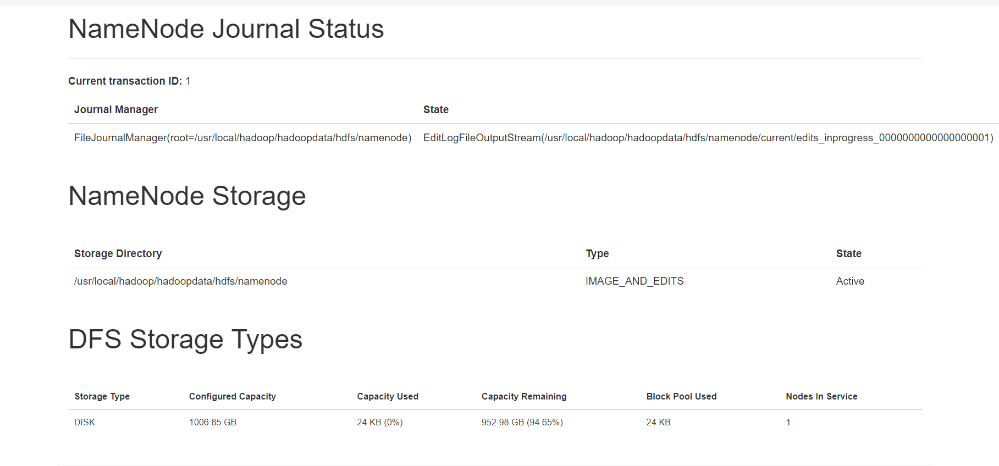 NameNode Journal Status
Current transaction ID: 1
Journal Manager State
FileJournalManager(root=/usr/local/hadoop/hadoopdata/hdfs/namenode) EditLogFileOutputStream(/usr/local/hadoop/hadoopdata/hdfs/namenode/current/edits_inprogress_0000000000000000001)
NameNode Storage
Storage Directory Type State
/usr/local/hadoop/hadoopdata/hdfs/namenode IMAGE_AND_EDITS Active
DFS Storage Types
Storage Type Configured Capacity Capacity Used Capacity Remaining Block Pool Used Nodes In Service
DISK 1006.85 GB 24 KB (0%) 952.98 GB (94.65%) 24 KB 1